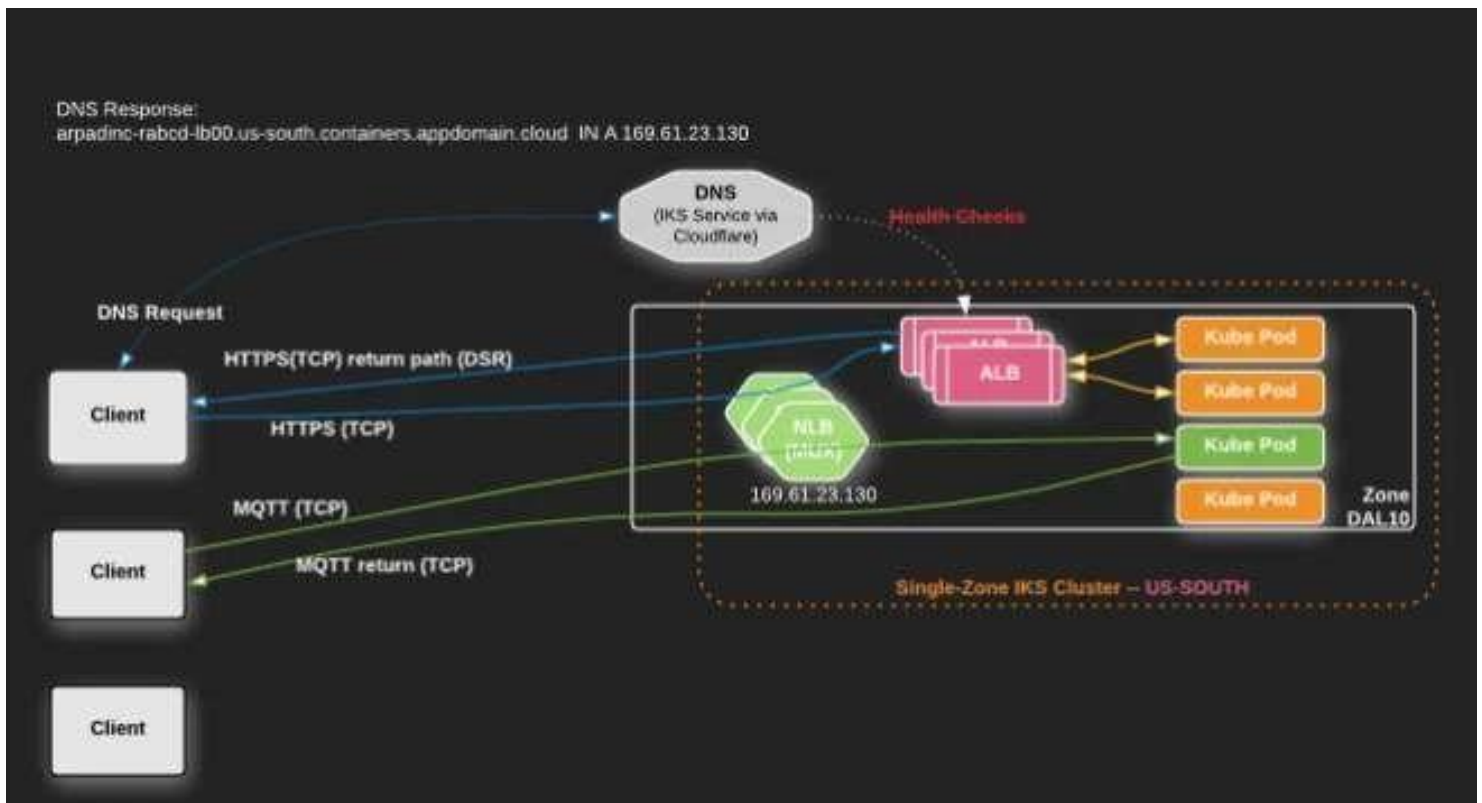 DNS Response:
arpadinc-rabcd-lb00.us-south.containers.appdomain.cloud IN A 169.61.23.130
DNS
(IKS Service via
Cloudflare)
Health Checks
DNS Request
HTTPS(TCP) return path (DSR)
Client
HTTPS (TCP)
ALB
ALB
Kube Pod
Kube Pod
NLB
(MUX)
Kube Pod
169.61.23.130
Kube Pod
Zone
DAL10
MQTT (TCP)
Client
MQTT return (TCP)
Single-Zone IKS Cluster – US-SOUTH
Client